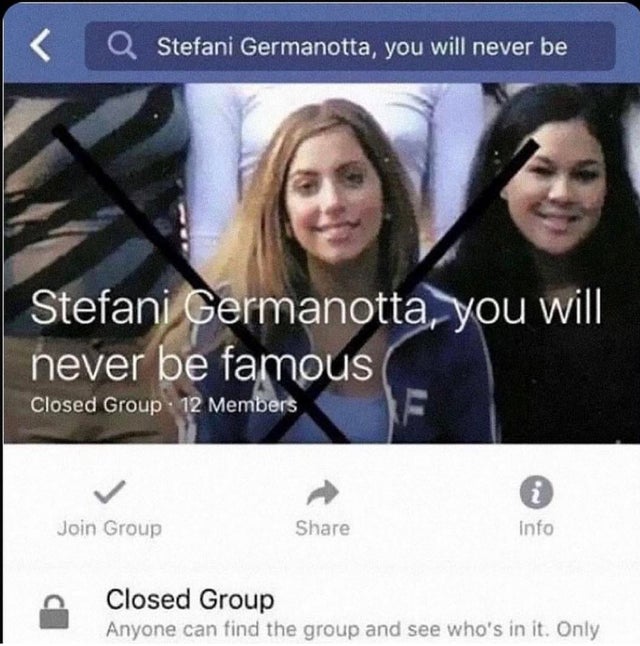 Stefani Germanotta, you will never be
Stefani Germanotta, you will
never be famous
Closed Group · 12 Members
F
Join Group
Share
Info
Closed Group
Anyone can find the group and see who's in it. Only